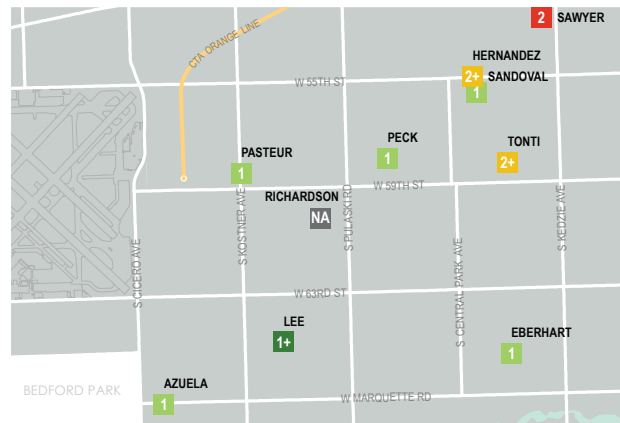 2 SAWYER
CTA ORANGE LINE
HERNANDEZ
2+ SANDOVAL
W 55TH ST
1
PECK
TONTI
PASTEUR
1
2+
1
W 59TH ST
RICHARDSON
NA
S KOSTNER AVE
S PULASKI RD
S KEDZIE AVE
S CICERO AVE
S CENTRAL PARK AVE
W 63RD ST
LEE
1+
EBERHART
1
AZUELA
1
BEDFORD PARK
W MARQUETTE RD